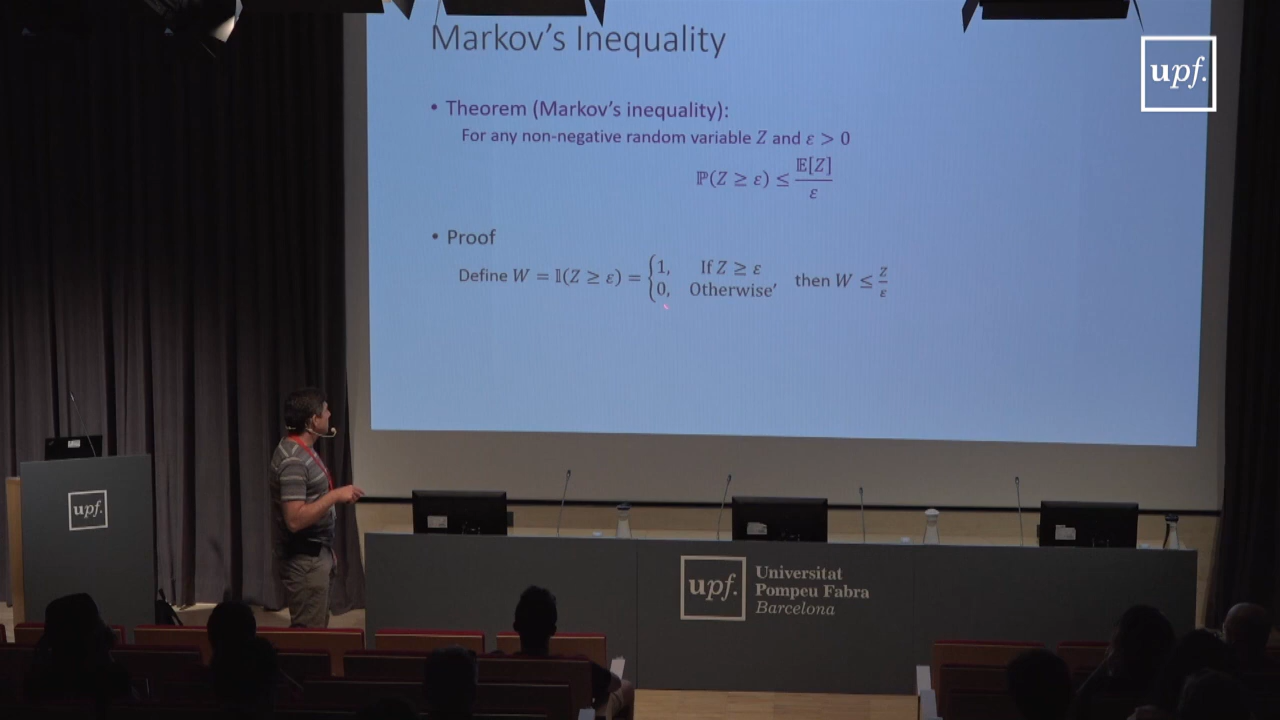 Markov's Inequality
upf.
• Theorem (Markov's inequality):
For any non-negative random variable Z and ε > 0
ℙ(Z ≥ ε) ≤ 𝔼[Z]/ε
• Proof
Define W = 𝕀(Z ≥ ε) = {1, If Z ≥ ε
0, Otherwise' then W ≤ Z/ε
upf.
upf.
Universitat
Pompeu Fabra
Barcelona